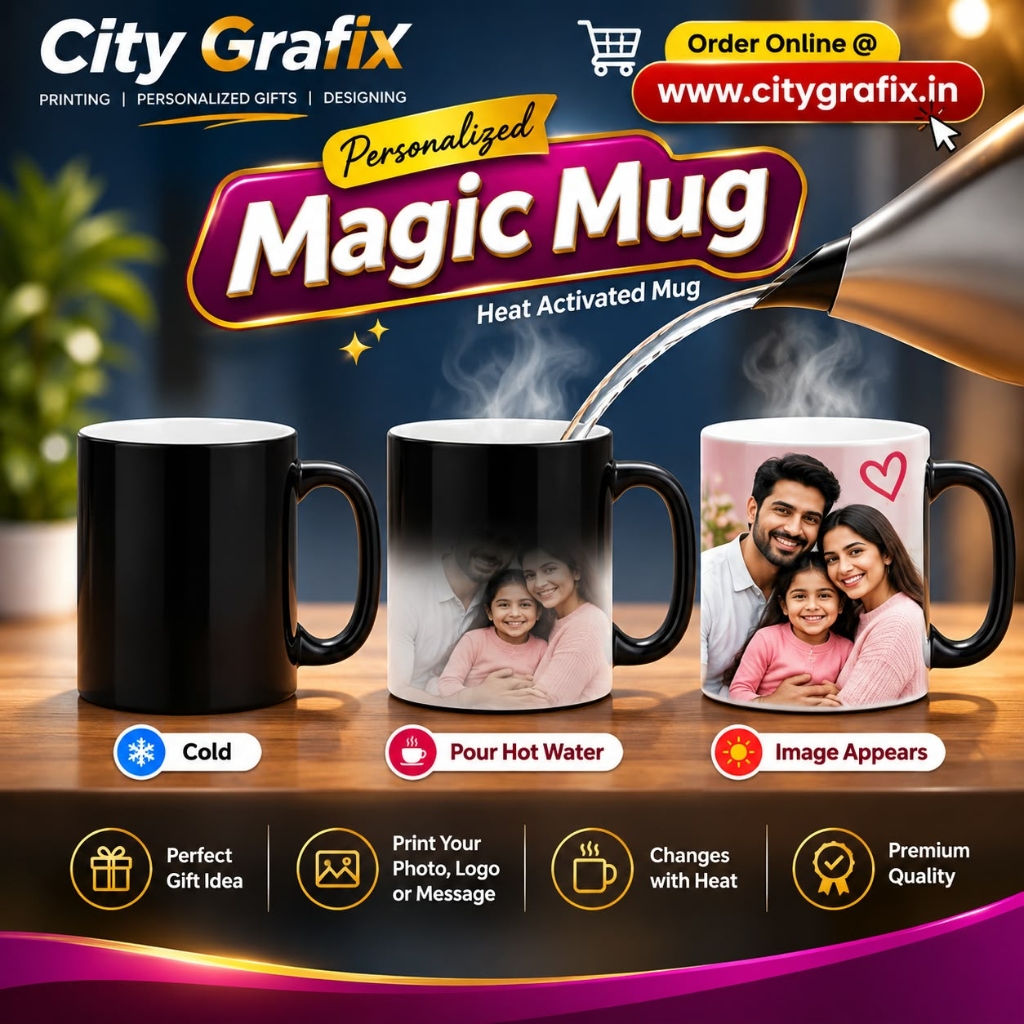 City Grafix
PRINTING | PERSONALIZED GIFTS | DESIGNING
Order Online @
www.citygrafix.in
Personalized
Magic Mug
Heat Activated Mug
Cold
Pour Hot Water
Image Appears
Perfect
Gift Idea
Print Your
Photo, Logo
or Message
Changes
with Heat
Premium
Quality